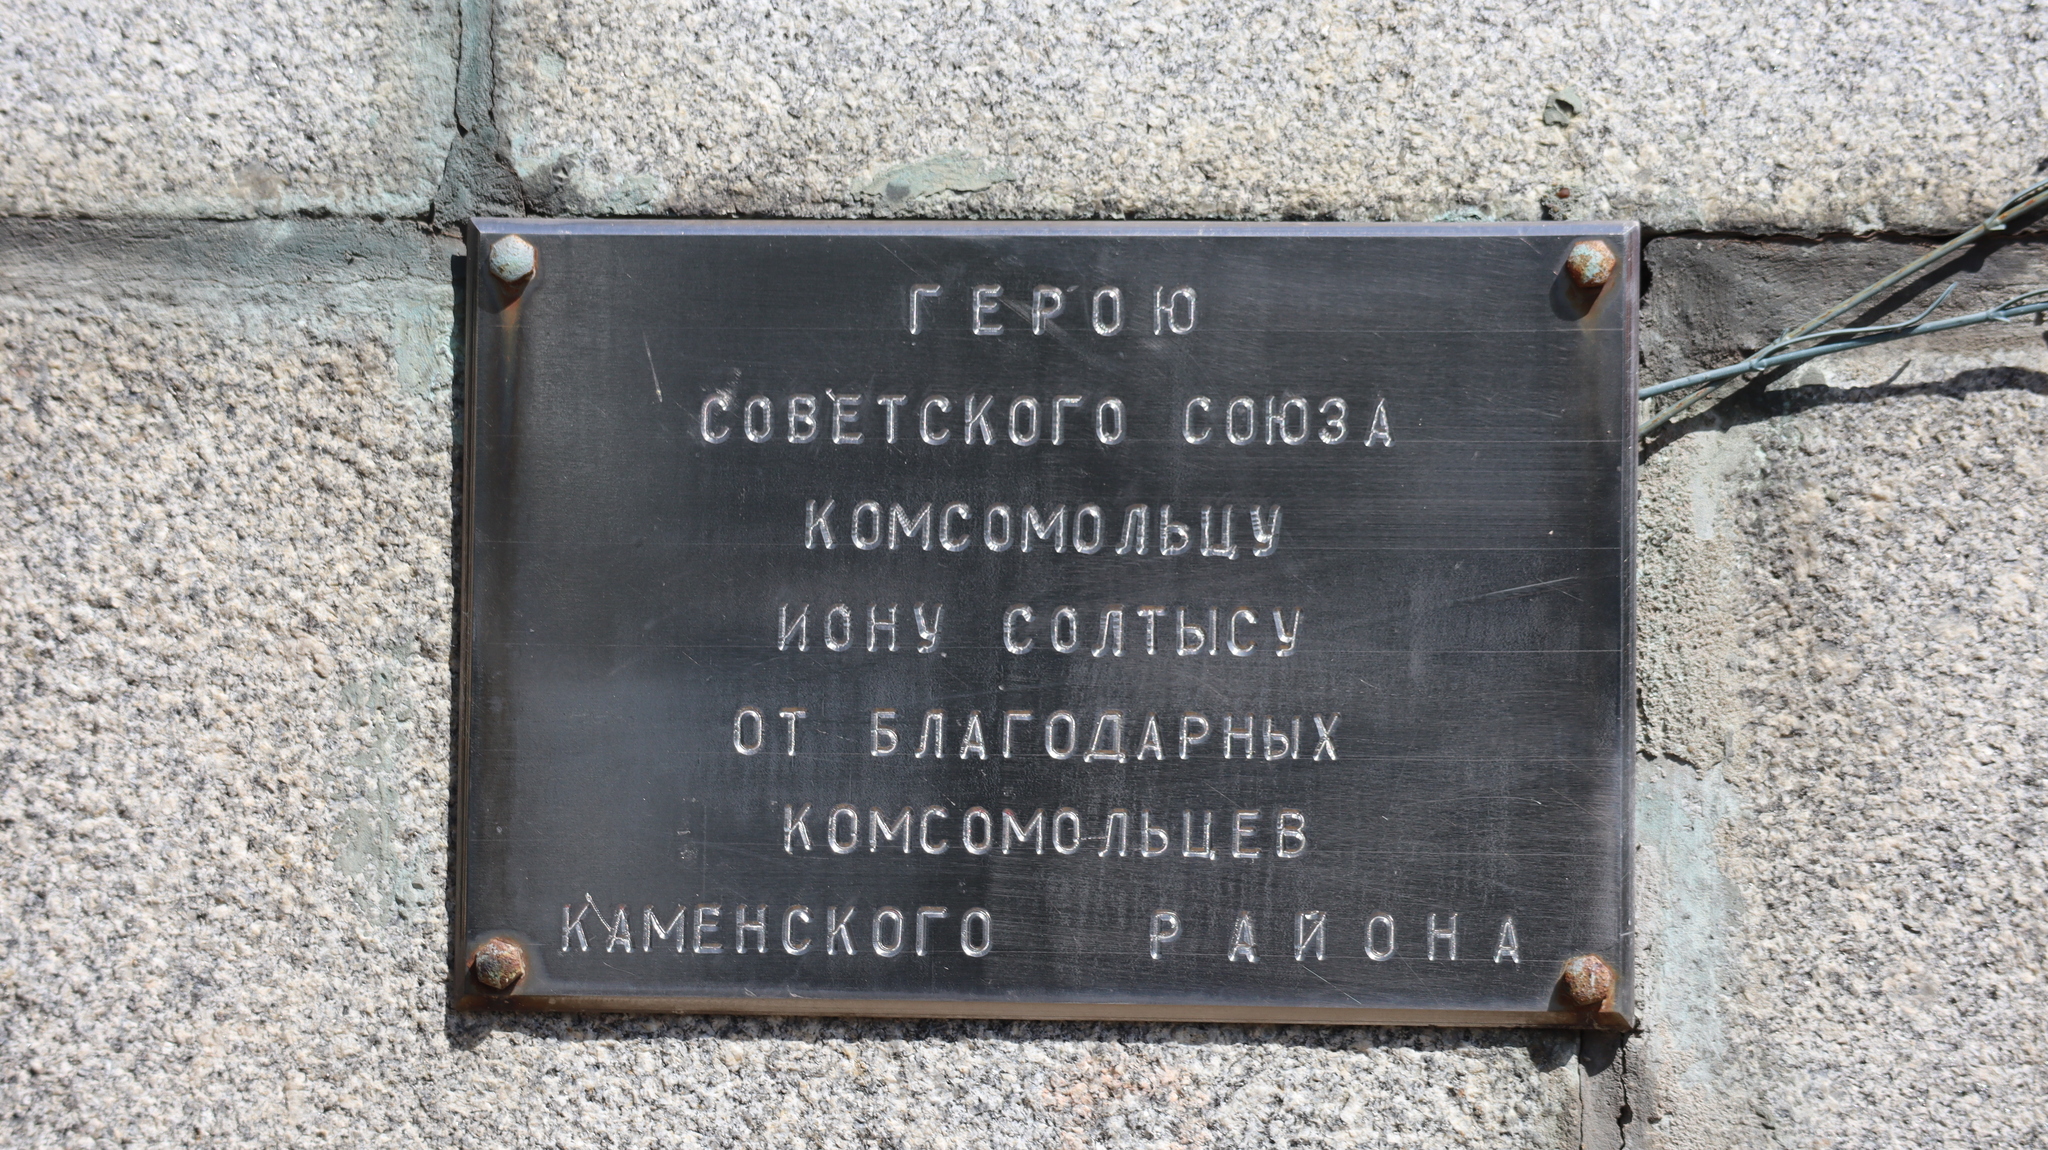 ГЕРОЮ
СОВЕТСКОГО СОЮЗА
КОМСОМОЛЬЦУ
ИОНУ СОЛТЫСУ
ОТ БЛАГОДАРНЫХ
КОМСОМОЛЬЦЕВ
КАМЕНСКОГО РАЙОНА